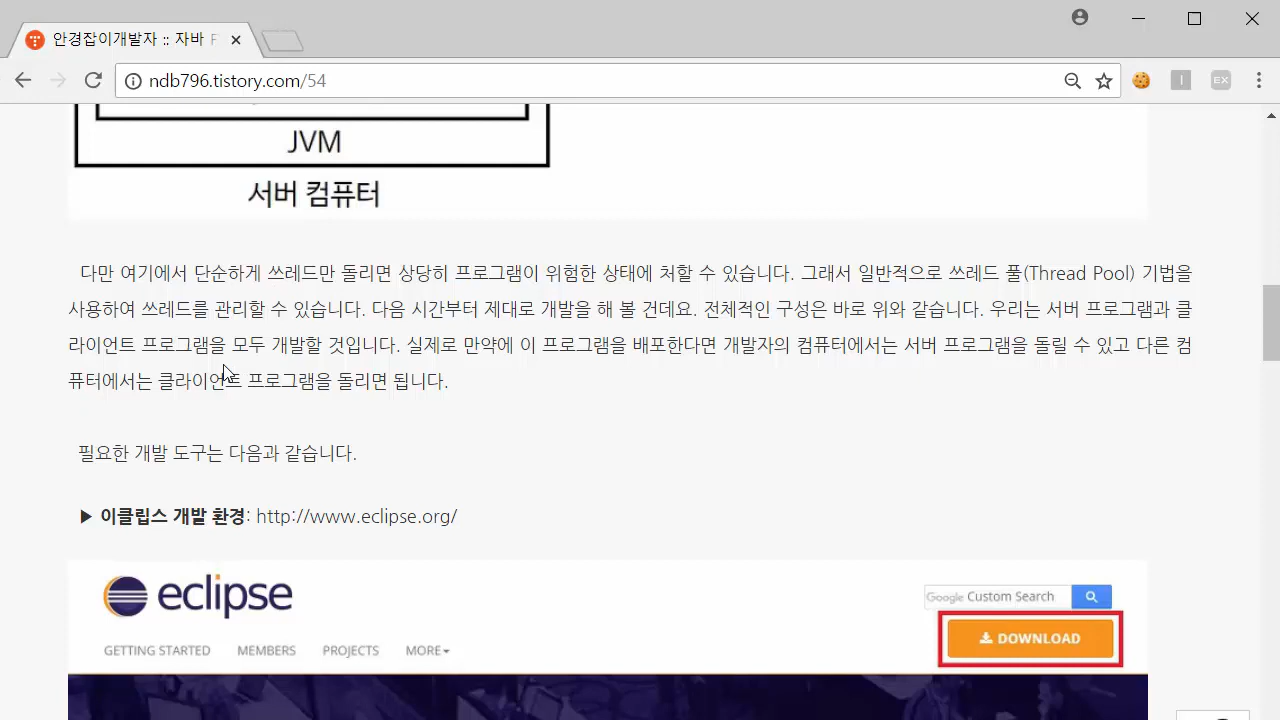 안경잡이개발자 :: 자바
ndb796.tistory.com/54
EX
JVM
서버 컴퓨터
다만 여기에서 단순하게 쓰레드만 돌리면 상당히 프로그램이 위험한 상태에 처할 수 있습니다. 그래서 일반적으로 쓰레드 풀(Thread Pool) 기법을
사용하여 쓰레드를 관리할 수 있습니다. 다음 시간부터 제대로 개발을 해 볼 건데요. 전체적인 구성은 바로 위와 같습니다. 우리는 서버 프로그램과 클
라이언트 프로그램을 모두 개발할 것입니다. 실제로 만약에 이 프로그램을 배포한다면 개발자의 컴퓨터에서는 서버 프로그램을 돌릴 수 있고 다른 컴
퓨터에서는 클라이언트 프로그램을 돌리면 됩니다.
필요한 개발 도구는 다음과 같습니다.
▶ 이클립스 개발 환경: http://www.eclipse.org/
eclipse
Google Custom Search
DOWNLOAD
GETTING STARTED MEMBERS PROJECTS MORE